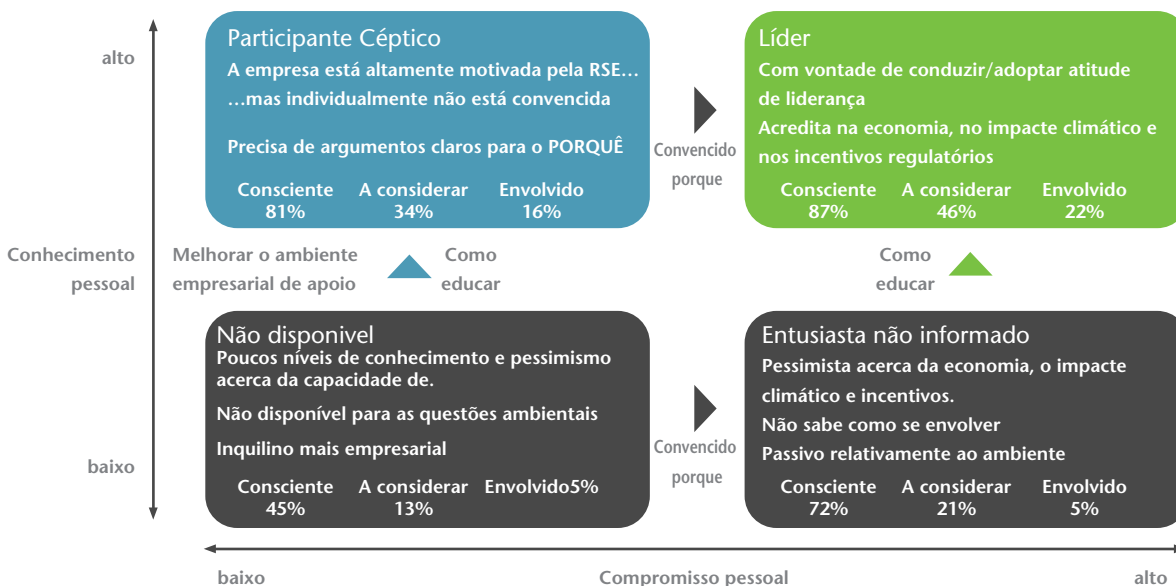 alto
Participante Céptico
A empresa está altamente motivada pela RSE…
…mas individualmente não está convencida
Precisa de argumentos claros para o PORQUÊ
Consciente A considerar Envolvido
81% 34% 16%
Convencido
porque
Líder
Com vontade de conduzir/adoptar atitude
de liderança
Acredita na economia, no impacte climático e
nos incentivos regulatórios
Consciente A considerar Envolvido
87% 46% 22%
Conhecimento
pessoal
Melhorar o ambiente
empresarial de apoio
Como
educar
Como
educar
baixo
Não disponivel
Poucos níveis de conhecimento e pessimismo
acerca da capacidade de.
Não disponível para as questões ambientais
Inquilino mais empresarial
Consciente A considerar Envolvido5%
45% 13%
Convencido
porque
Entusiasta não informado
Pessimista acerca da economia, o impacte
climático e incentivos.
Não sabe como se envolver
Passivo relativamente ao ambiente
Consciente A considerar Envolvido
72% 21% 5%
baixo Compromisso pessoal alto